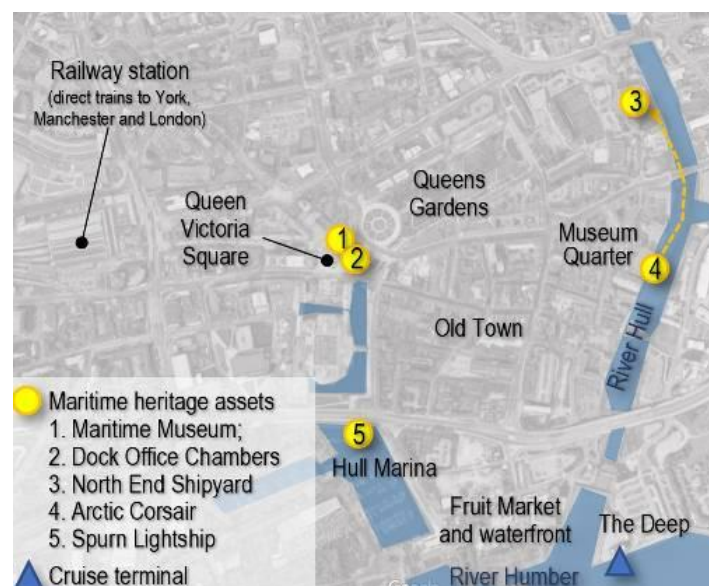 Railway station
(direct trains to York,
Manchester and London)
3
Queens
Gardens
Queen
Victoria
Square
1
2
Museum
Quarter
4
River Hull
Old Town
Maritime heritage assets
1. Maritime Museum;
2. Dock Office Chambers
3. North End Shipyard
4. Arctic Corsair
5. Spurn Lightship
Cruise terminal
5
Hull Marina
Fruit Market
and waterfront
The Deep
River Humber